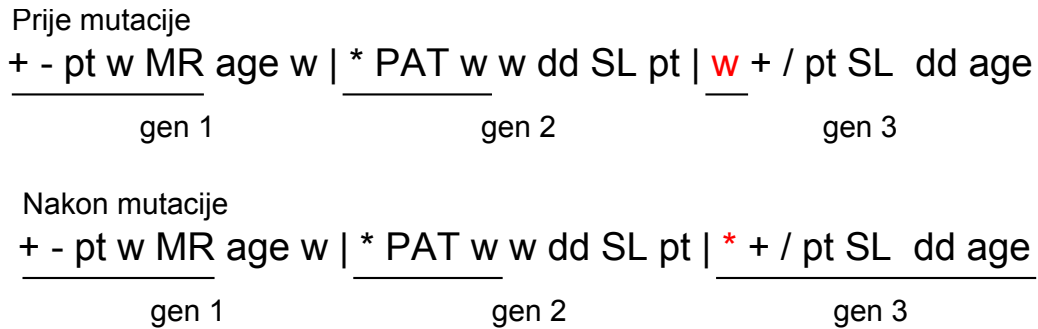 Prije mutacije
+ - pt w MR age w | * PAT w w dd SL pt | w + / pt SL dd age
gen 1 gen 2 gen 3
Nakon mutacije
+ - pt w MR age w | * PAT w w dd SL pt | * + / pt SL dd age
gen 1 gen 2 gen 3